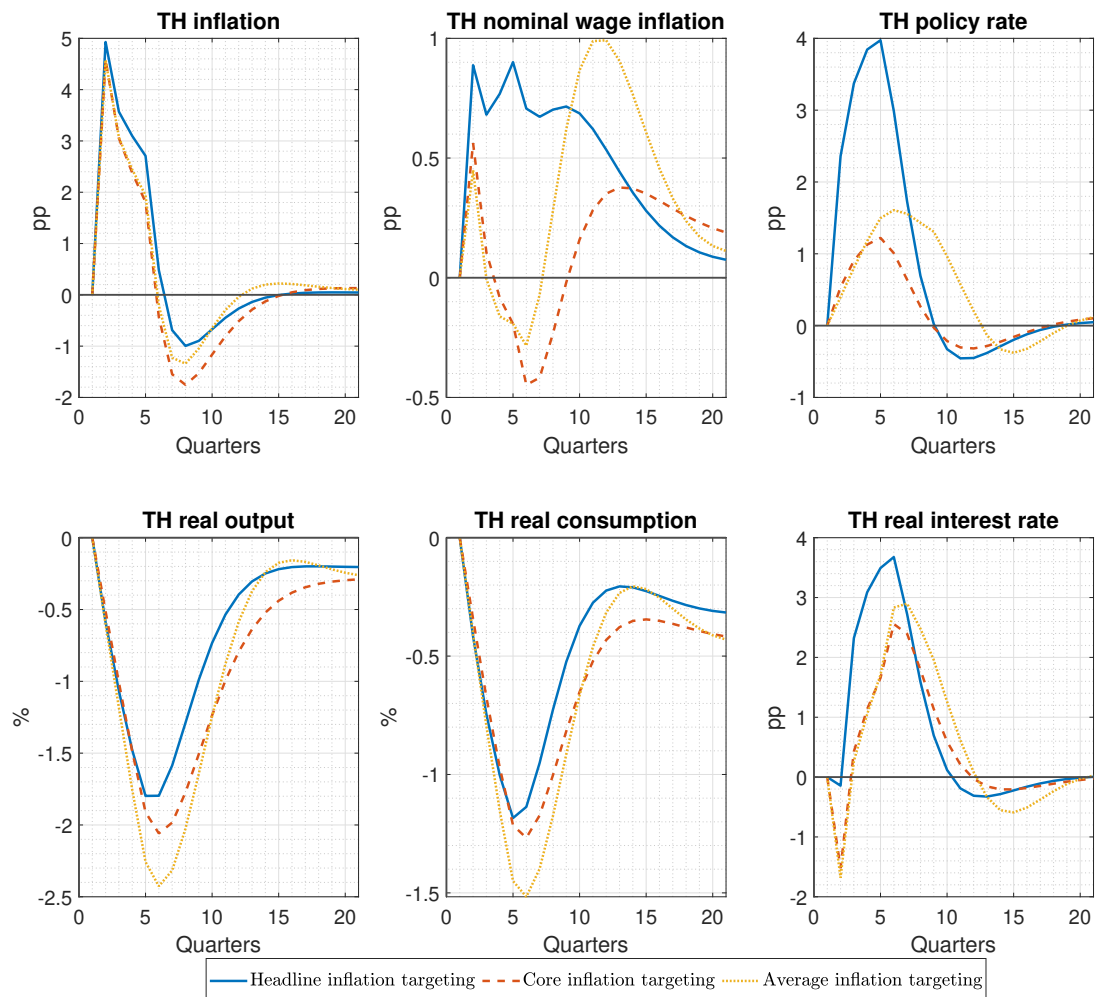 TH inflation
TH nominal wage inflation
TH policy rate
5
4
3
2
1
0
-1
-2
pp
0 5 10 15 20
Quarters
1
0.5
0
-0.5
pp
0 5 10 15 20
Quarters
4
3
2
1
0
-1
pp
0 5 10 15 20
Quarters
TH real output
TH real consumption
TH real interest rate
0
-0.5
-1
-1.5
-2
-2.5
%
0 5 10 15 20
Quarters
0
-0.5
-1
-1.5
%
0 5 10 15 20
Quarters
4
3
2
1
0
-1
-2
pp
0 5 10 15 20
Quarters
Headline inflation targeting Core inflation targeting Average inflation targeting